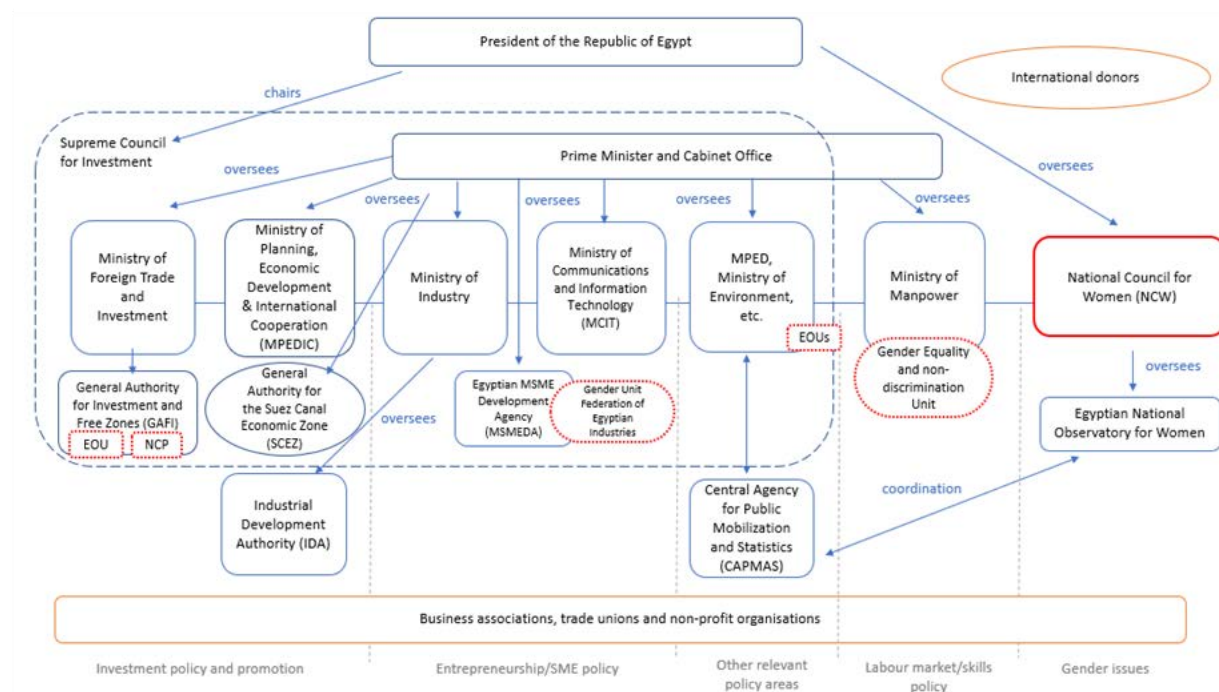 President of the Republic of Egypt
International donors
chairs
Supreme Council
for Investment
Prime Minister and Cabinet Office
oversees
oversees
oversees
oversees
oversees
oversees
oversees
Ministry of
Foreign Trade
and
Investment
Ministry of
Planning,
Economic
Development
& International
Cooperation
(MPEDIC)
Ministry of
Industry
Ministry of
Communications
and Information
Technology
(MCIT)
MPED,
Ministry of
Environment,
etc.
EOUs
Ministry of
Manpower
Gender Equality
and non-
discrimination
Unit
National Council for
Women (NCW)
General Authority
for Investment and
Free Zones (GAFI)
EOU
NCP
General
Authority for
the Suez Canal
Economic Zone
(SCEZ)
oversees
Egyptian MSME
Development
Agency
(MSMEDA)
Gender Unit
Federation of
Egyptian
Industries
oversees
Egyptian National
Observatory for Women
Industrial
Development
Authority (IDA)
Central Agency
for Public
Mobilization
and Statistics
(CAPMAS)
coordination
Business associations, trade unions and non-profit organisations
Investment policy and promotion
Entrepreneurship/SME policy
Other relevant
policy areas
Labour market/skills
policy
Gender issues